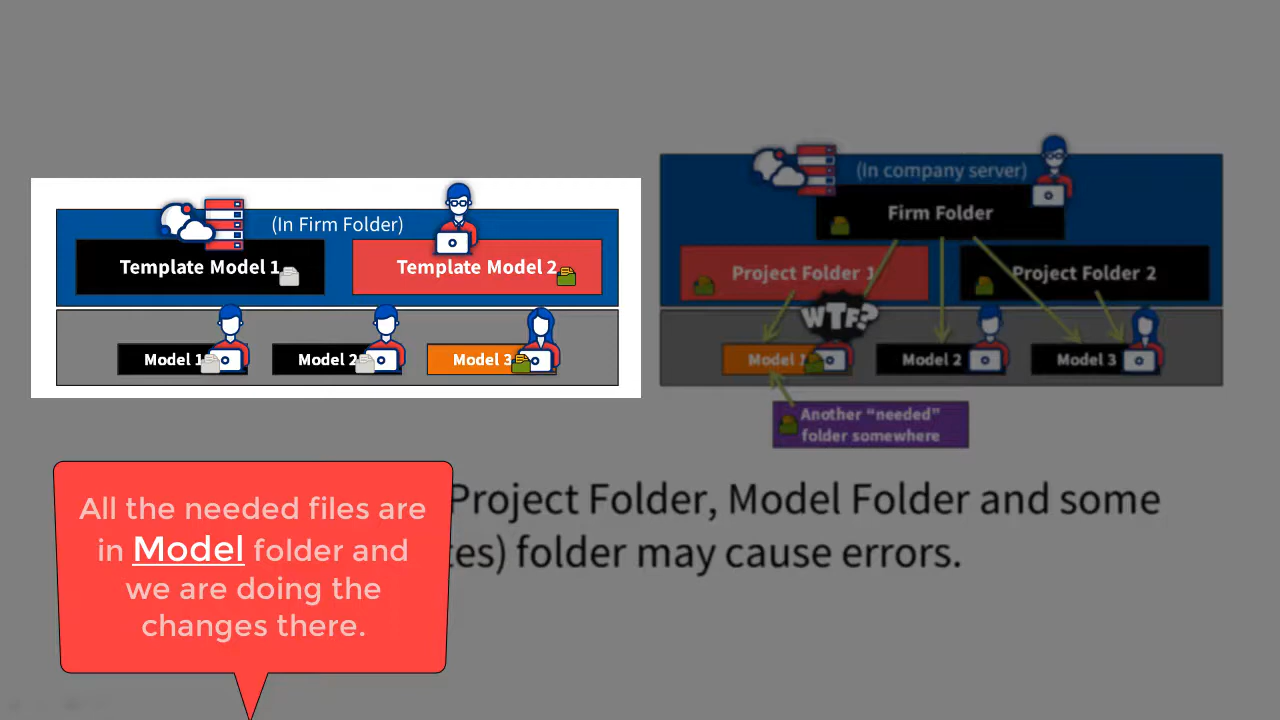 (In Firm Folder)
Template Model 1
Template Model 2
Model 1
Model 2
Model 3
(In company server)
Firm Folder
Project Folder 1
Project Folder 2
WTF?
Model 1
Model 2
Model 3
Another “needed”
folder somewhere
Project Folder, Model Folder and some
folder may cause errors.
All the needed files are
in Model folder and
we are doing the
changes there.